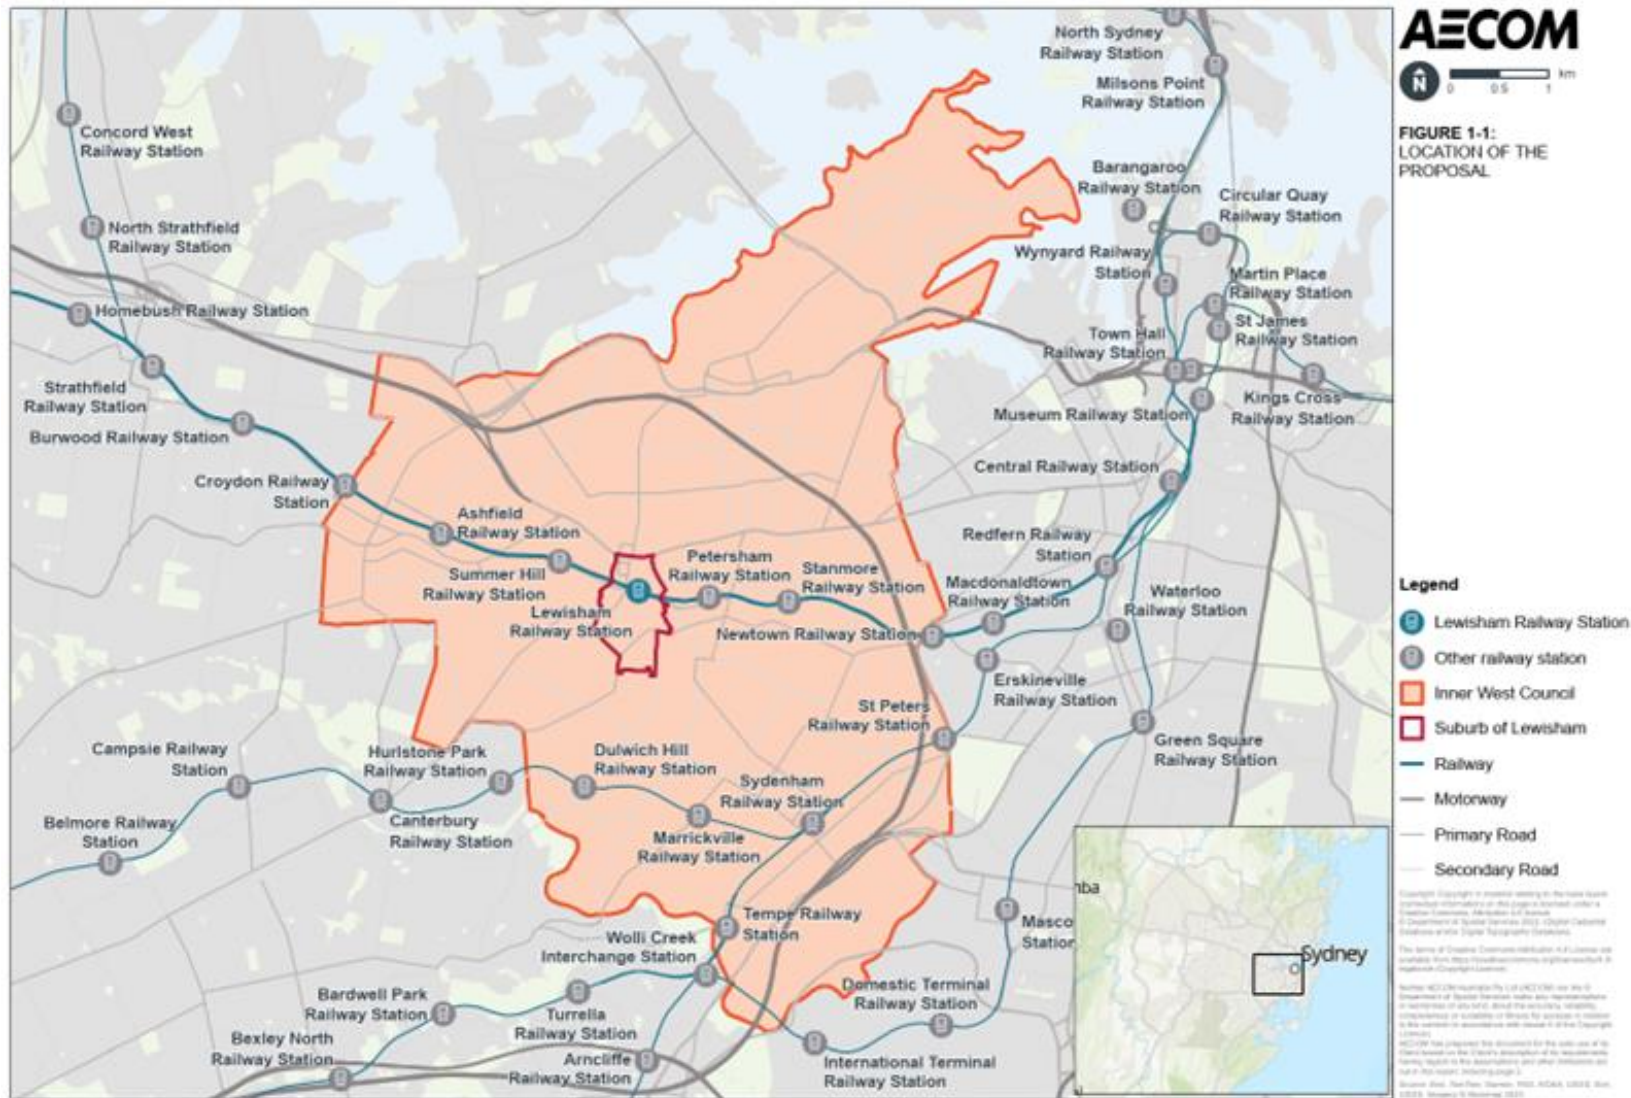 North Sydney
Railway Station
Milsons Point
Railway Station
Concord West
Railway Station
Barangaroo
Railway Station
Circular Quay
Railway Station
North Strathfield
Railway Station
Wynyard Railway
Station
Martin Place
Railway Station
Homebush Railway Station
St James
Railway Station
Town Hall
Railway Station
Strathfield
Railway Station
Kings Cross
Railway Station
Museum Railway Station
Burwood Railway Station
Central Railway Station
Croydon Railway
Station
Ashfield
Railway Station
Redfern Railway
Station
Petersham
Railway Station
Stanmore
Railway Station
Summer Hill
Railway Station
Macdonaldtown
Railway Station
Waterloo
Railway Station
Lewisham
Railway Station
Newtown Railway Station
Erskineville
Railway Station
St Peters
Railway Station
Green Square
Railway Station
Campsie Railway
Station
Hurlstone Park
Railway Station
Dulwich Hill
Railway Station
Sydenham
Railway Station
Belmore Railway
Station
Canterbury
Railway Station
Marrickville
Railway Station
Tempe Railway
Station
Masco
Station
Wolli Creek
Interchange Station
Domestic Terminal
Railway Station
Bardwell Park
Railway Station
Turrella
Railway Station
Bexley North
Railway Station
Arncliffe
Railway Station
International Terminal
Railway Station
nba
Sydney
AECOM
N
km
0 0.5 1
FIGURE 1-1:
LOCATION OF THE
PROPOSAL
Legend
Lewisham Railway Station
Other railway station
Inner West Council
Suburb of Lewisham
Railway
Motorway
Primary Road
Secondary Road